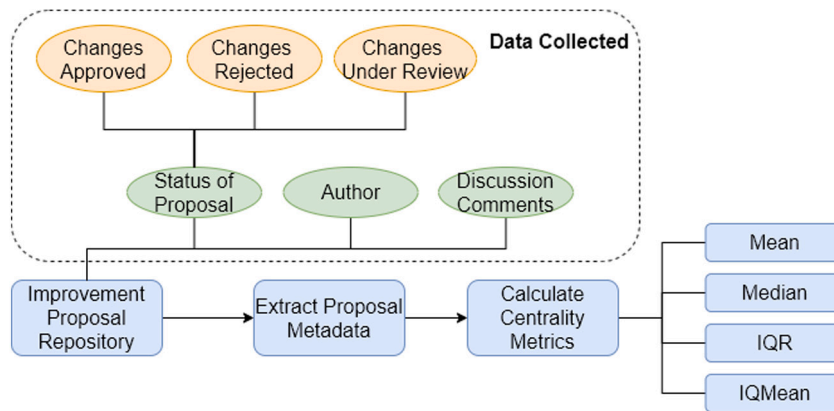 Data Collected
Changes
Approved
Changes
Rejected
Changes
Under Review
Status of
Proposal
Author
Discussion
Comments
Improvement
Proposal
Repository
Extract Proposal
Metadata
Calculate
Centrality
Metrics
Mean
Median
IQR
IQMean